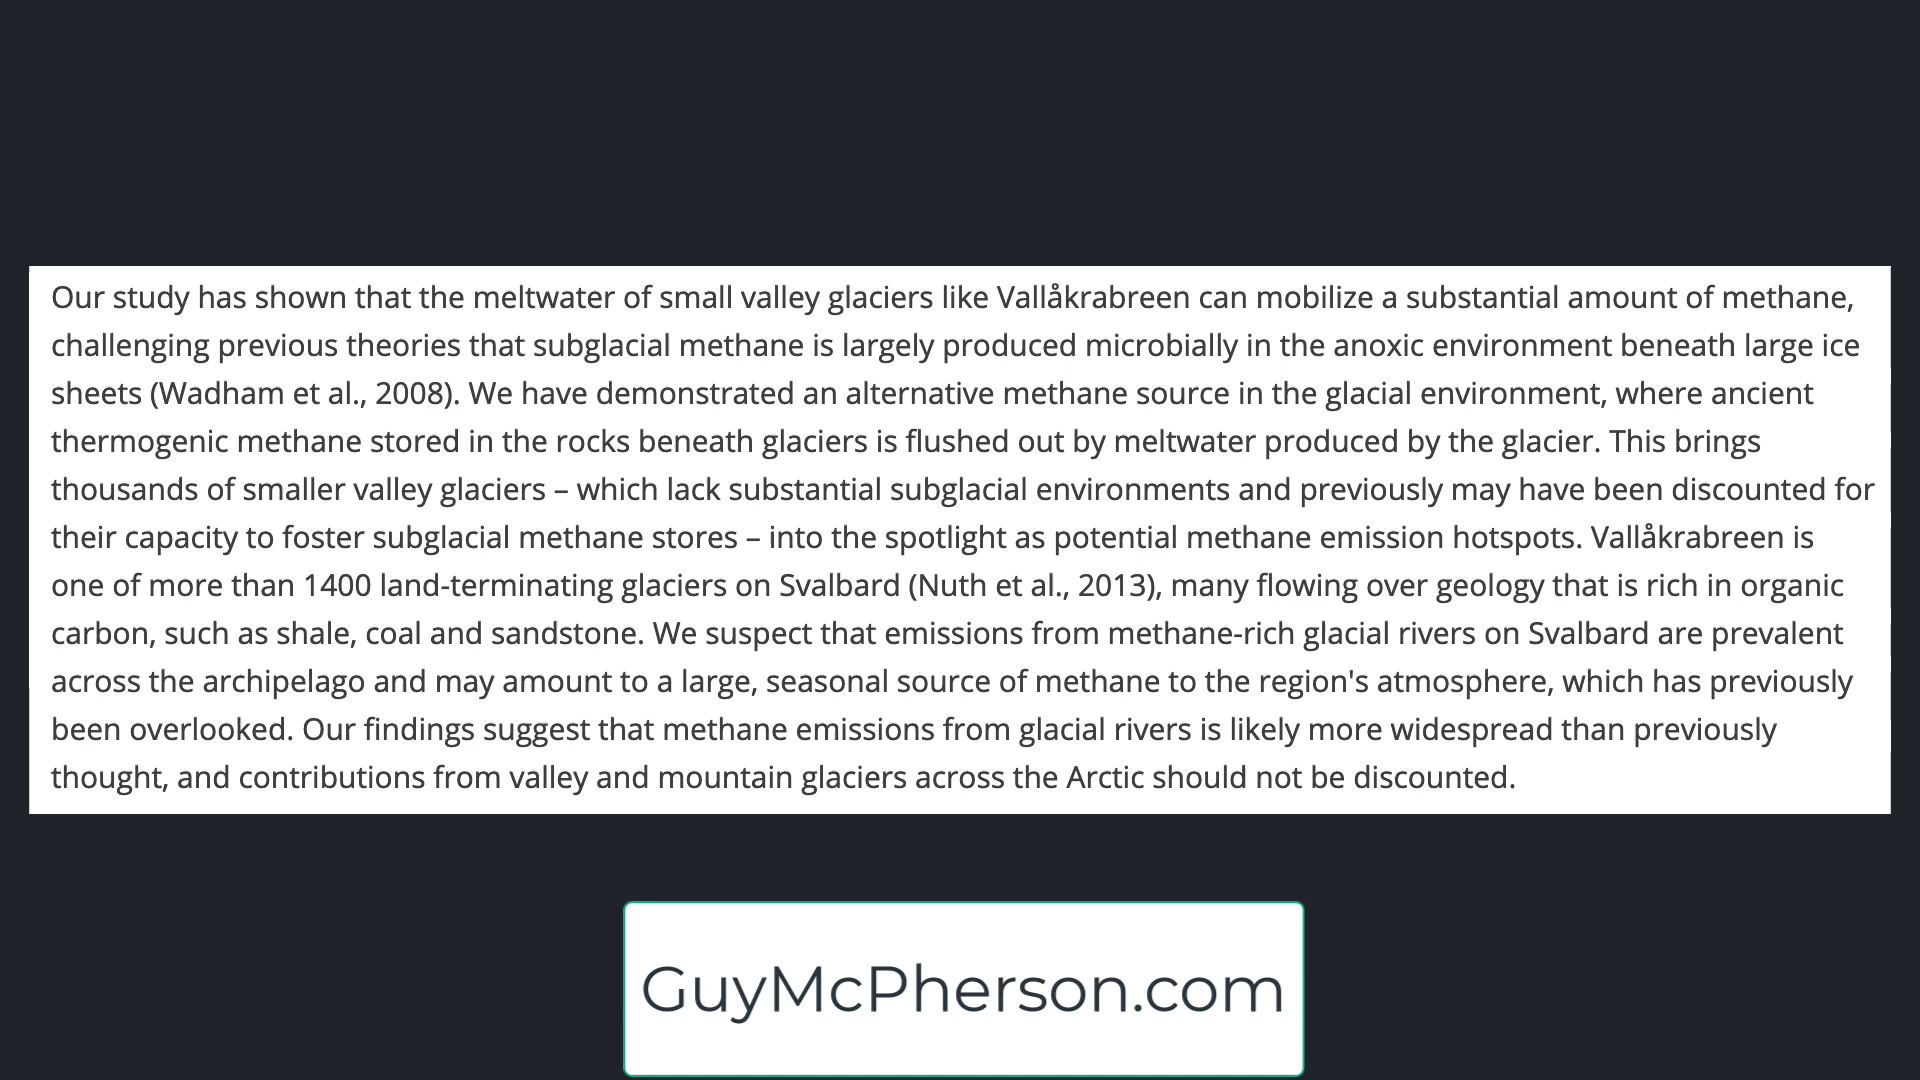 Our study has shown that the meltwater of small valley glaciers like Vallåkrabreen can mobilize a substantial amount of methane,
challenging previous theories that subglacial methane is largely produced microbially in the anoxic environment beneath large ice
sheets (Wadham et al., 2008). We have demonstrated an alternative methane source in the glacial environment, where ancient
thermogenic methane stored in the rocks beneath glaciers is flushed out by meltwater produced by the glacier. This brings
thousands of smaller valley glaciers – which lack substantial subglacial environments and previously may have been discounted for
their capacity to foster subglacial methane stores – into the spotlight as potential methane emission hotspots. Vallåkrabreen is
one of more than 1400 land-terminating glaciers on Svalbard (Nuth et al., 2013), many flowing over geology that is rich in organic
carbon, such as shale, coal and sandstone. We suspect that emissions from methane-rich glacial rivers on Svalbard are prevalent
across the archipelago and may amount to a large, seasonal source of methane to the region's atmosphere, which has previously
been overlooked. Our findings suggest that methane emissions from glacial rivers is likely more widespread than previously
thought, and contributions from valley and mountain glaciers across the Arctic should not be discounted.
GuyMcPherson.com